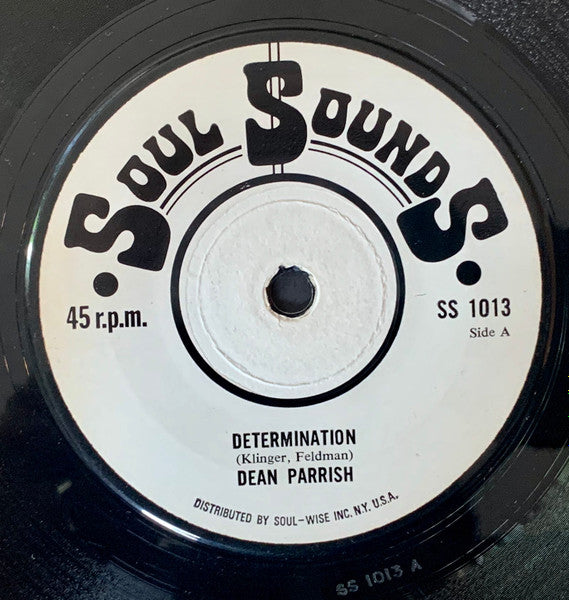 SOUL SOUNDS
45 r.p.m.
SS 1013
Side A
DETERMINATION
(Klinger, Feldman)
DEAN PARRISH
DISTRIBUTED BY SOUL-WISE INC. N.Y. U.S.A.
SS 1013 A